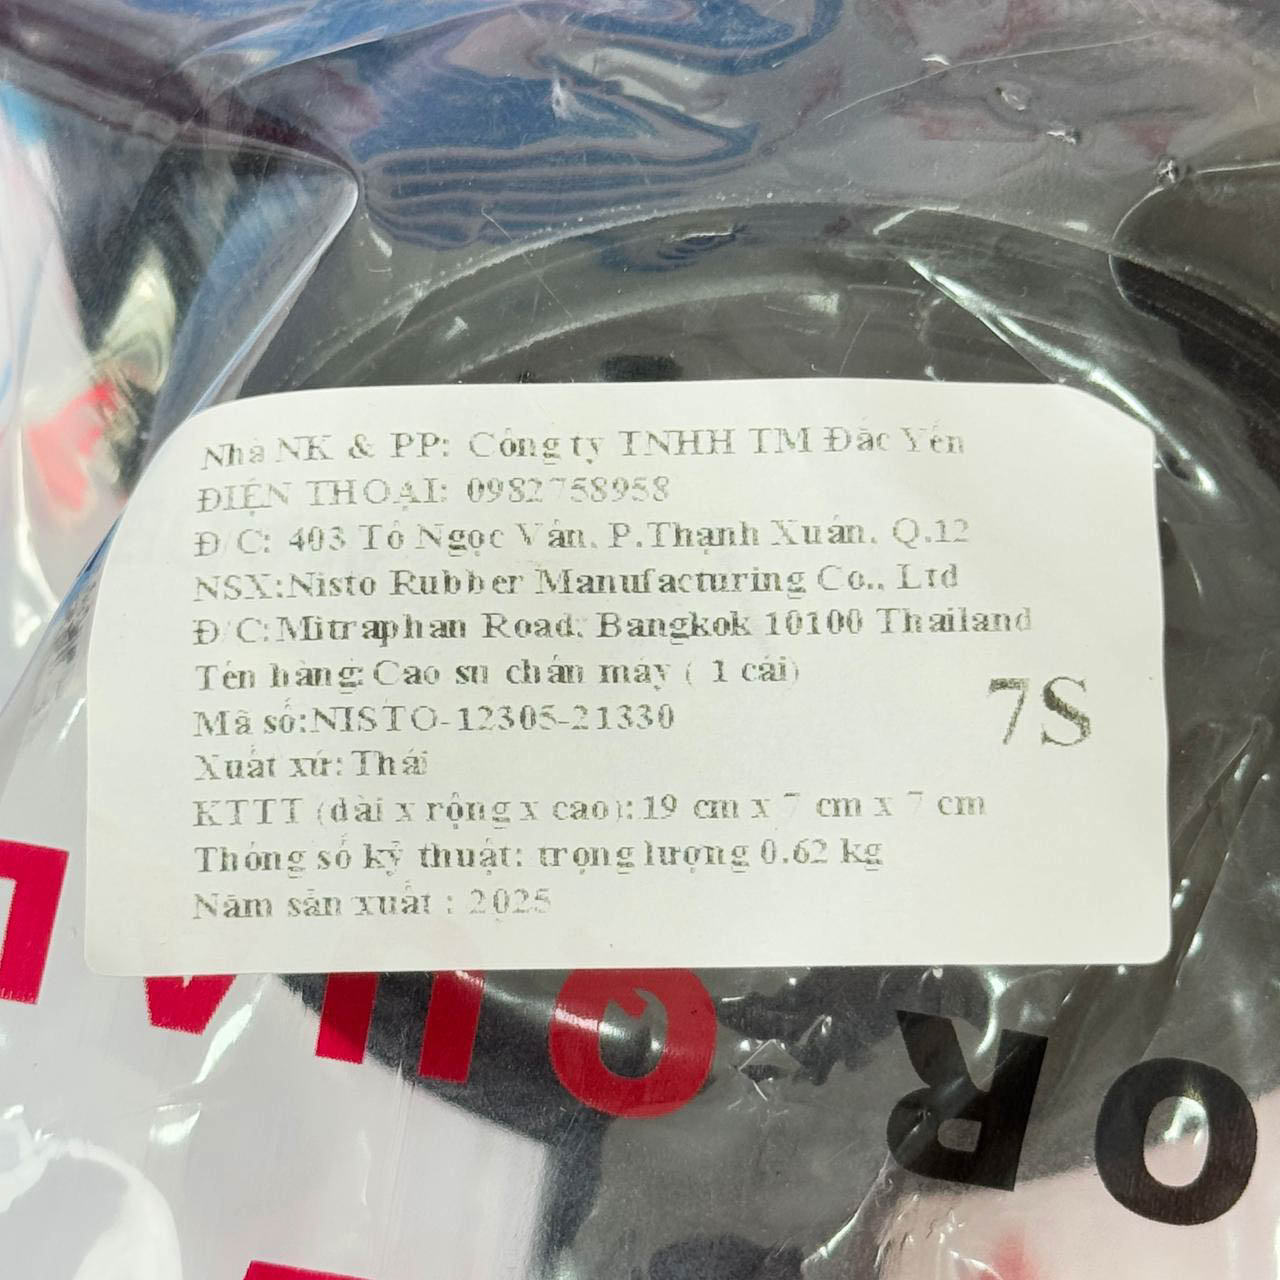 Nhà NK & PP: Công ty TNHH TM Đắc Yến
ĐIỆN THOẠI: 0982758958
Đ/C: 403 Tô Ngọc Vân, P.Thạnh Xuân, Q.12
NSX:Nisto Rubber Manufacturing Co., Ltd
Đ/C:Mitraphan Road, Bangkok 10100 Thailand
Tên hàng:Cao su chân máy ( 1 cái)
Mã số:NISTO-12305-21330
7S
Xuất xứ: Thái
KTTT (dài x rộng x cao):19 cm x 7 cm x 7 cm
Thông số kỹ thuật: trọng lượng 0.62 kg
Năm sản xuất : 2025